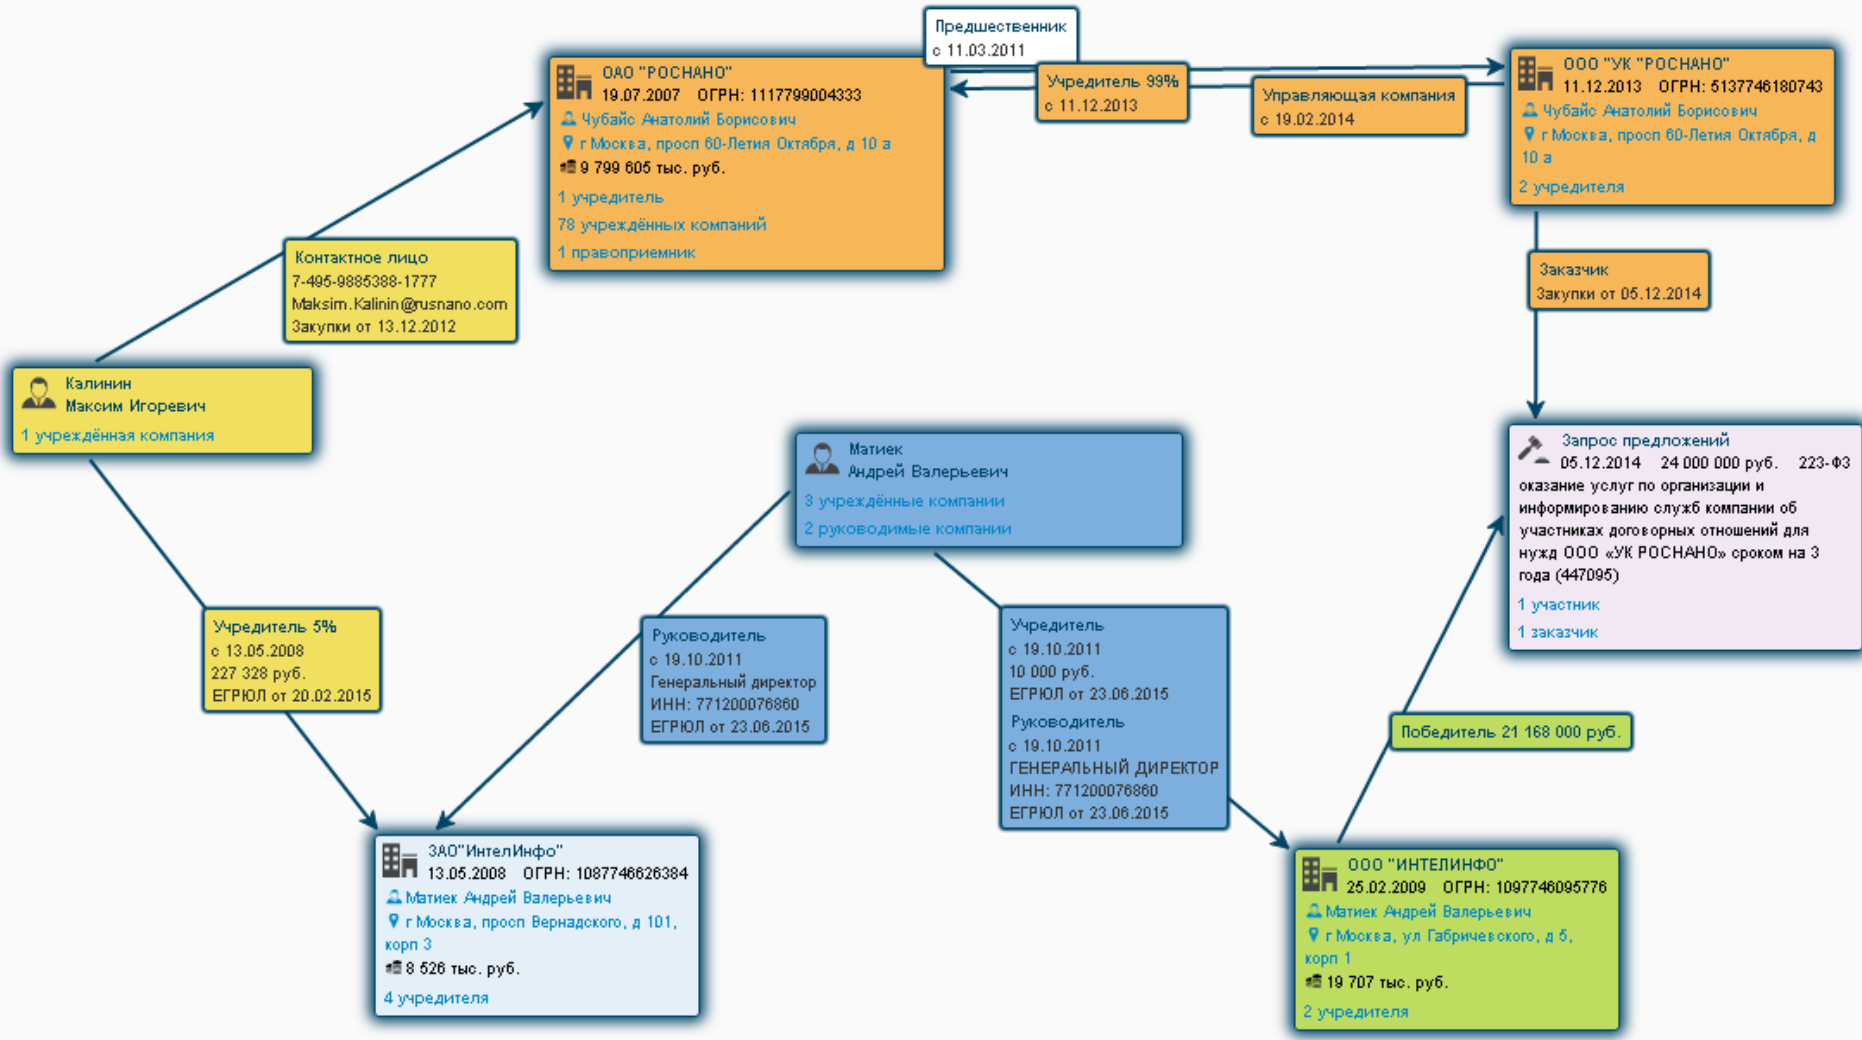 Предшественник
с 11.03.2011
ОАО "РОСНАНО"
19.07.2007 ОГРН: 1117799004333
Чубайс Анатолий Борисович
г Москва, просп 60-Летия Октября, д 10 а
9 799 605 тыс. руб.
1 учредитель
78 учреждённых компаний
1 правоприемник
Учредитель 99%
с 11.12.2013
Управляющая компания
с 19.02.2014
ООО "УК "РОСНАНО"
11.12.2013 ОГРН: 5137746180743
Чубайс Анатолий Борисович
г Москва, просп 60-Летия Октября, д
10 а
2 учредителя
Контактное лицо
7-495-9885388-1777
Maksim.Kalinin@rusnano.com
Закупки от 13.12.2012
Заказчик
Закупки от 05.12.2014
Калинин
Максим Игоревич
1 учреждённая компания
Матиек
Андрей Валерьевич
3 учреждённые компании
2 руководимые компании
Запрос предложений
05.12.2014 24 000 000 руб. 223-ФЗ
оказание услуг по организации и
информированию служб компании об
участниках договорных отношений для
нужд ООО «УК РОСНАНО» сроком на 3
года (447095)
1 участник
1 заказчик
Учредитель 5%
с 13.05.2008
227 328 руб.
ЕГРЮЛ от 20.02.2015
Руководитель
с 19.10.2011
Генеральный директор
ИНН: 771200076860
ЕГРЮЛ от 23.06.2015
Учредитель
с 19.10.2011
10 000 руб.
ЕГРЮЛ от 23.06.2015
Руководитель
с 19.10.2011
ГЕНЕРАЛЬНЫЙ ДИРЕКТОР
ИНН: 771200076860
ЕГРЮЛ от 23.06.2015
Победитель 21 168 000 руб.
ЗАО"ИнтелИнфо"
13.05.2008 ОГРН: 1087746626384
Матиек Андрей Валерьевич
г Москва, просп Вернадского, д 101,
корп 3
8 526 тыс. руб.
4 учредителя
ООО "ИНТЕЛИНФО"
25.02.2009 ОГРН: 1097746095776
Матиек Андрей Валерьевич
г Москва, ул Габричевского, д 5,
корп 1
19 707 тыс. руб.
2 учредителя